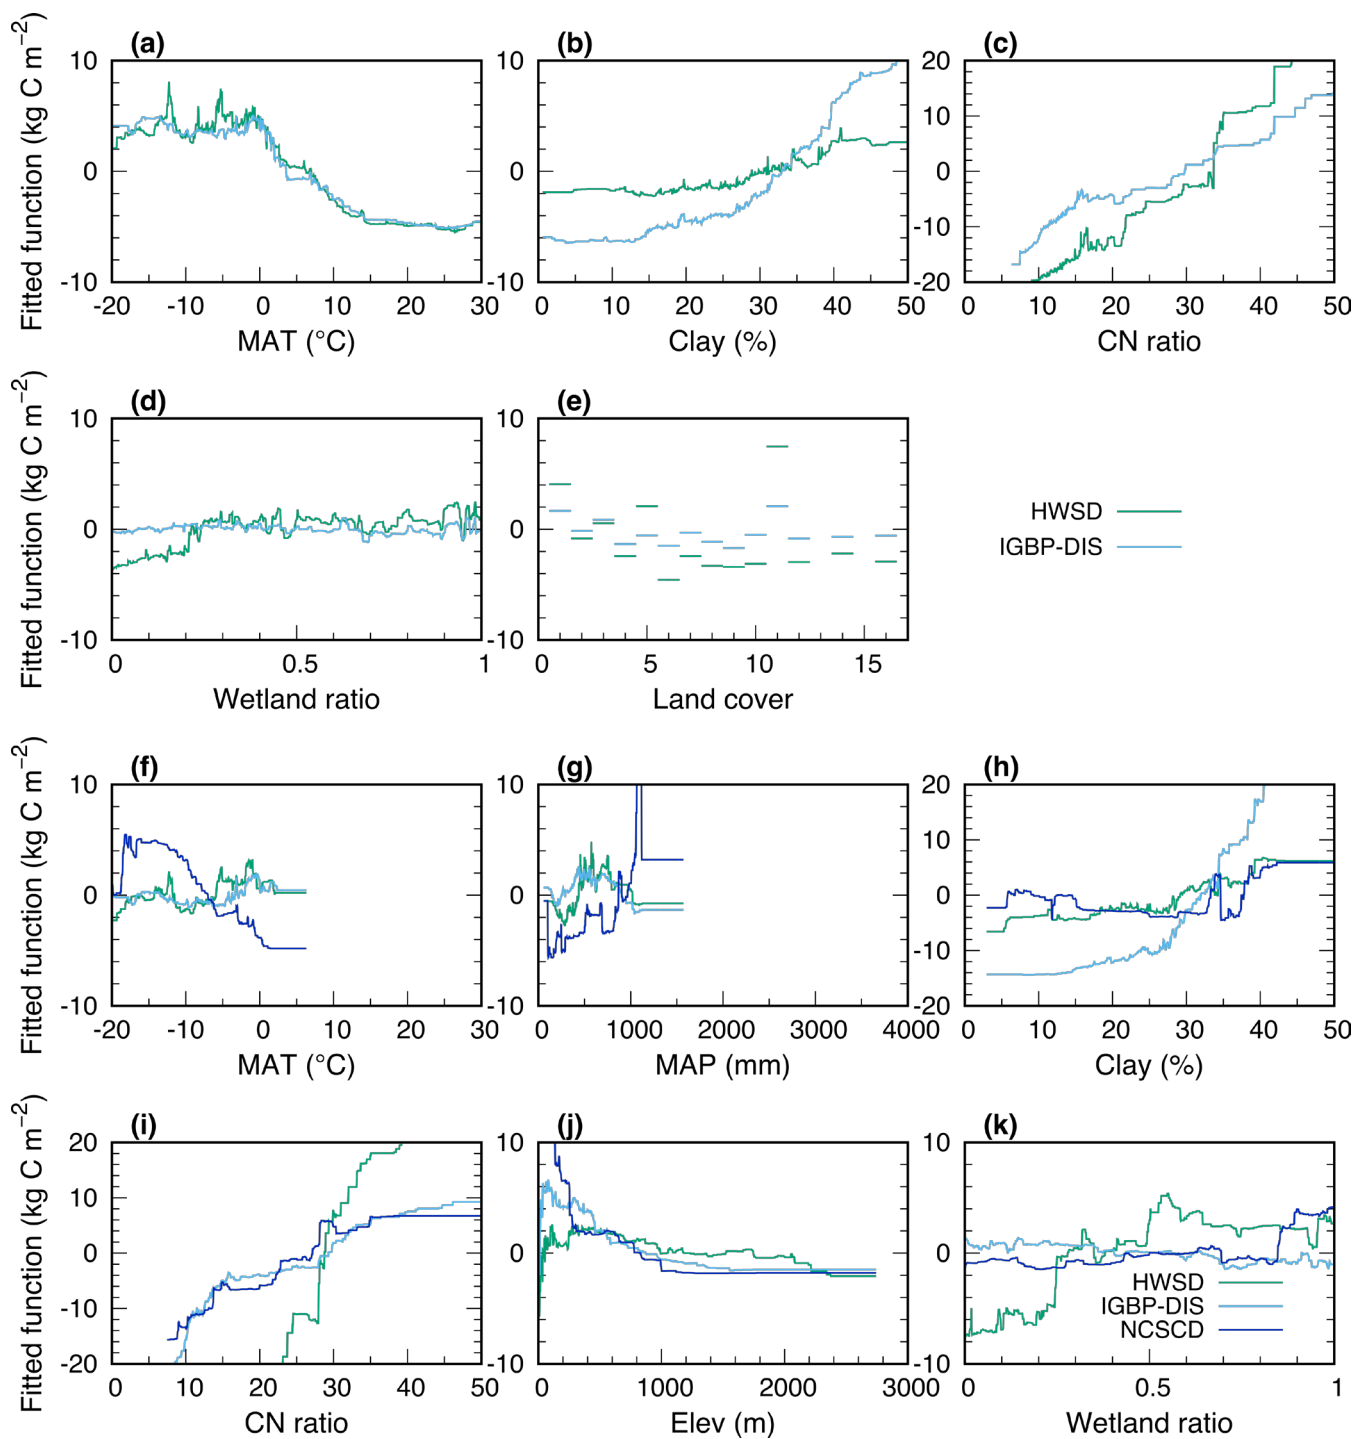 (a) (b) (c)
Fitted function (kg C m−2)
10 10 20
10
0 0 0
-10
-10 -10 -20
-20 -10 0 10 20 30 0 10 20 30 40 50 0 10 20 30 40 50
MAT (°C) Clay (%) CN ratio
(d) (e)
Fitted function (kg C m−2)
10 10
HWSD
0 0
IGBP-DIS
-10 -10
0 0.5 1 0 5 10 15
Wetland ratio Land cover
(f) (g) (h)
Fitted function (kg C m−2)
10 10 20
10
0 0 0
-10
-10 -10 -20
-20 -10 0 10 20 30 0 1000 2000 3000 4000 0 10 20 30 40 50
MAT (°C) MAP (mm) Clay (%)
(i) (j) (k)
Fitted function (kg C m−2)
20 10 10
10
0 0 0
HWSD
IGBP-DIS
-10
NCSCD
-20 -10 -10
0 10 20 30 40 50 0 1000 2000 3000 0 0.5 1
CN ratio Elev (m) Wetland ratio